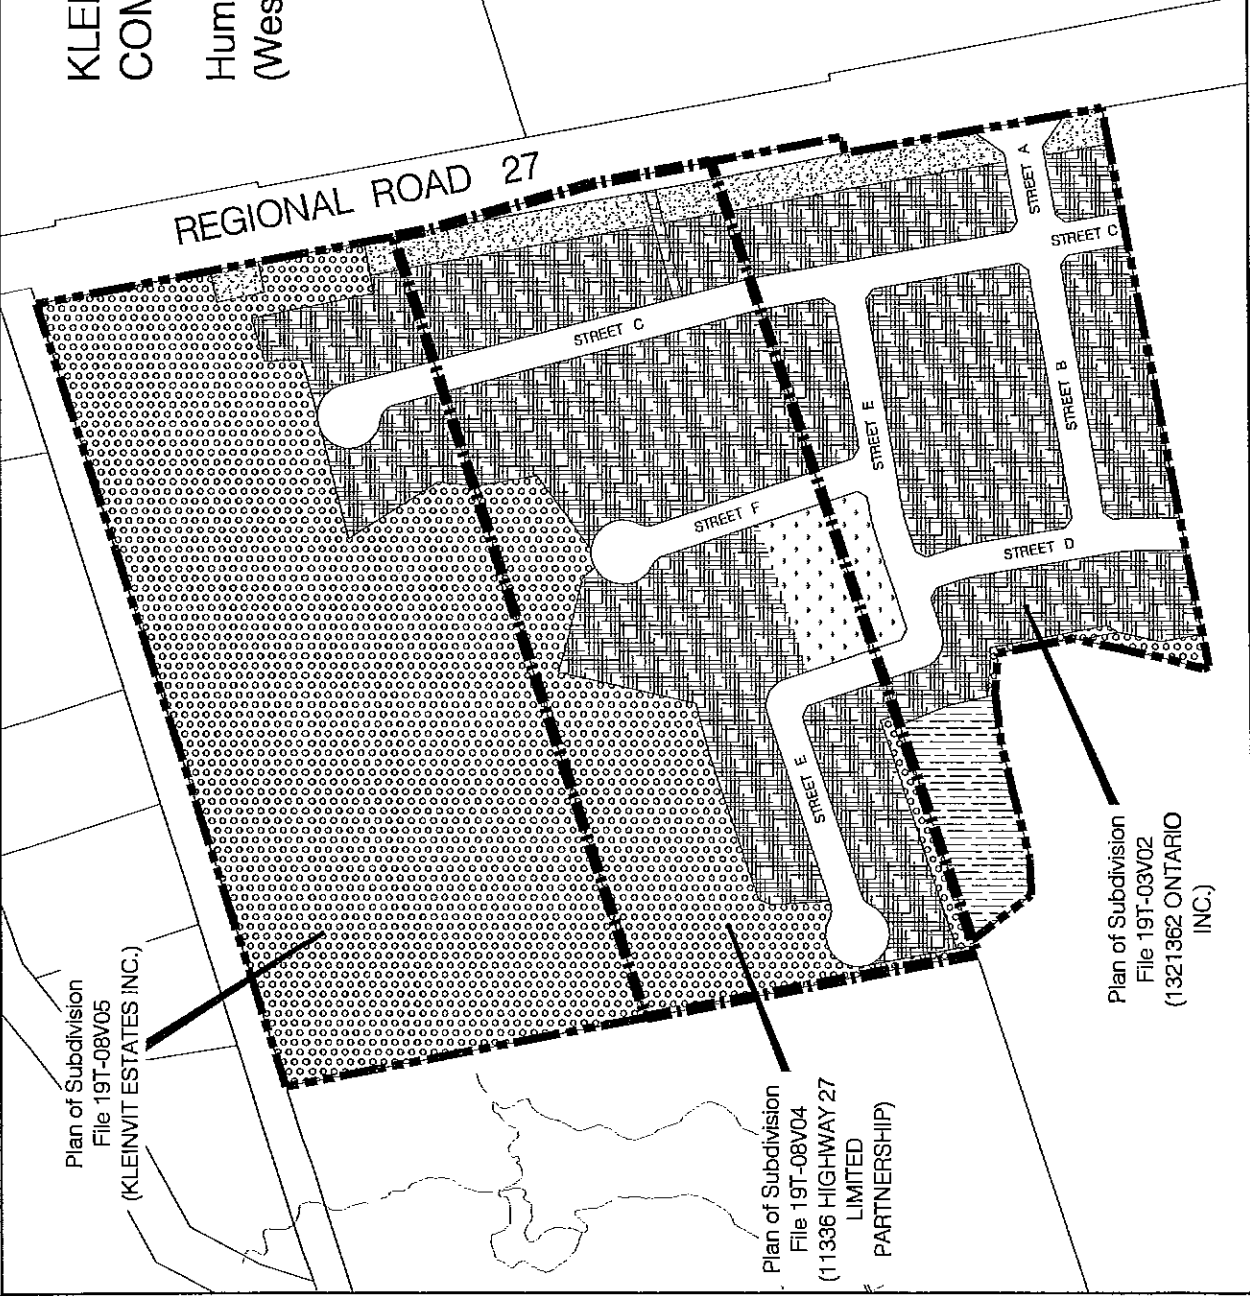 KLEI
COM
Hum
(Wes
REGIONAL ROAD 27
STREET A
STREET C
STREET B
STREET C
STREET E
STREET F
STREET D
STREET E
Plan of Subdivision
File 19T-08V05
(KLEINVIT ESTATES INC.)
Plan of Subdivision
File 19T-08V04
(11336 HIGHWAY 27
LIMITED
PARTNERSHIP)
Plan of Subdivision
File 19T-03V02
(1321362 ONTARIO
INC.)